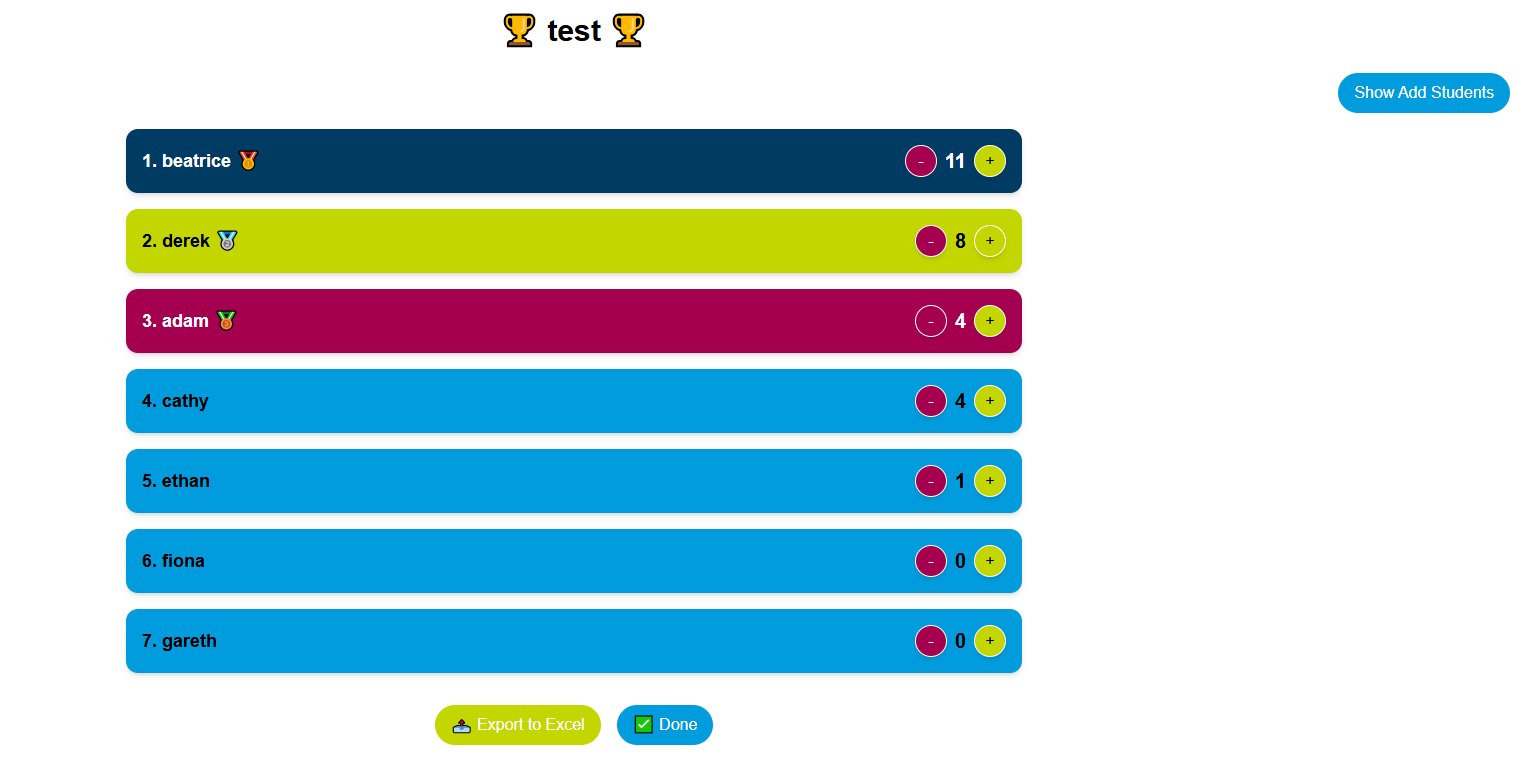 test
Show Add Students
1. beatrice - 11 +
2. derek - 8 +
3. adam - 4 +
4. cathy - 4 +
5. ethan - 1 +
6. fiona - 0 +
7. gareth - 0 +
Export to Excel Done